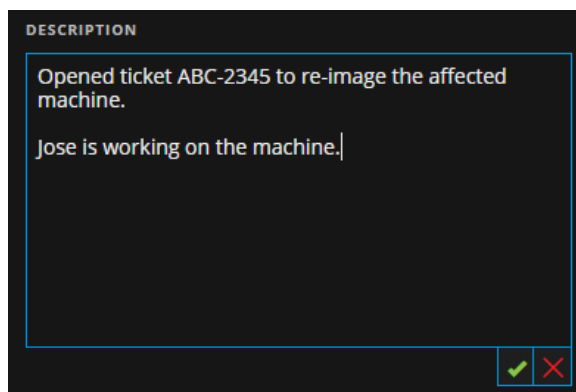 DESCRIPTION
Opened ticket ABC-2345 to re-image the affected
machine.
Jose is working on the machine.